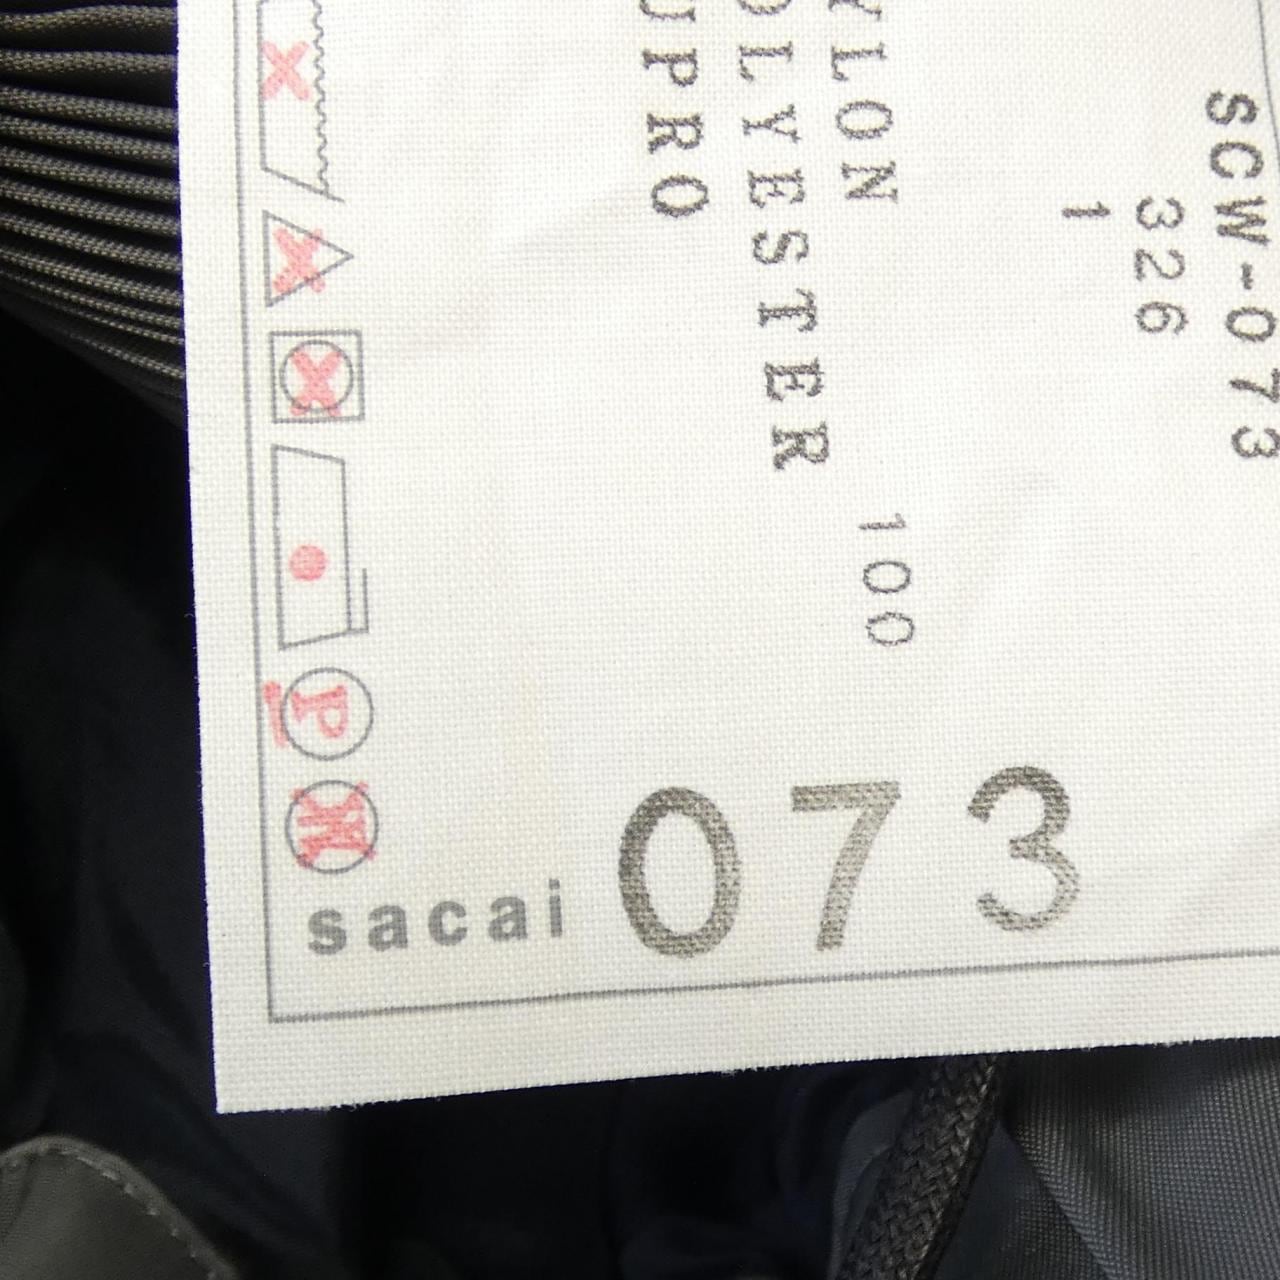 SCW-073
326
1
YLON 100
OLYESTER
UPRO
P
sacai
073